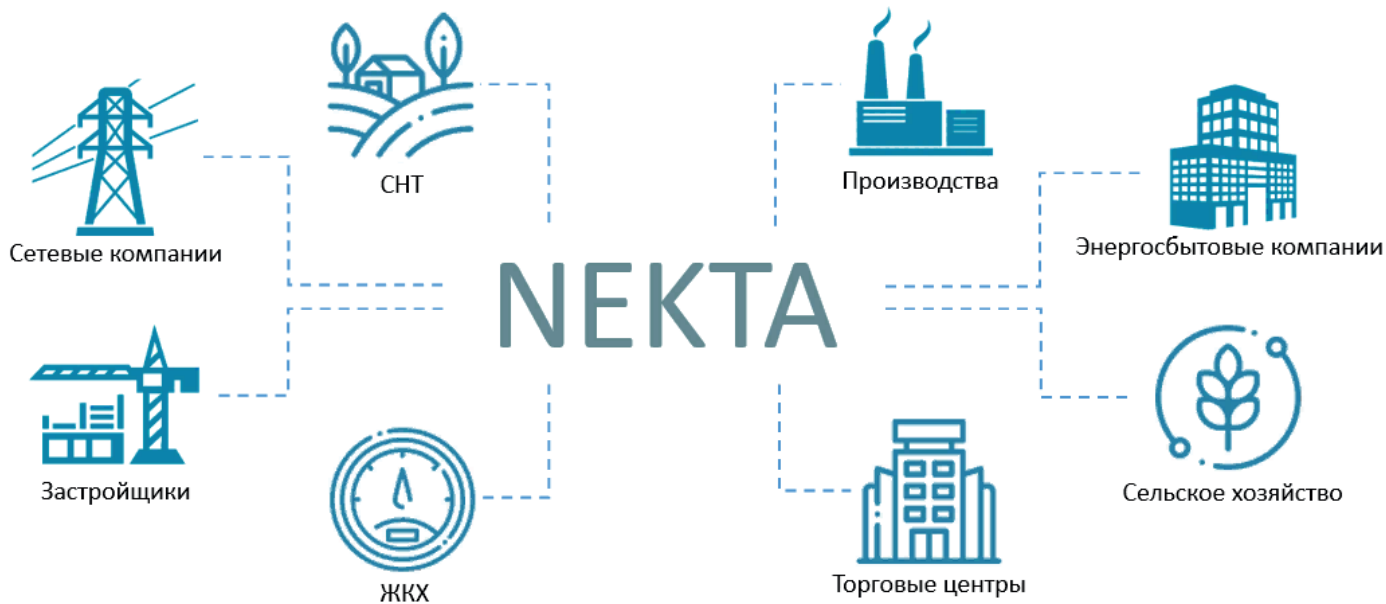 СНТ
Производства
Сетевые компании
Энергосбытовые компании
NEKTA
Застройщики
Сельское хозяйство
ЖКХ
Торговые центры